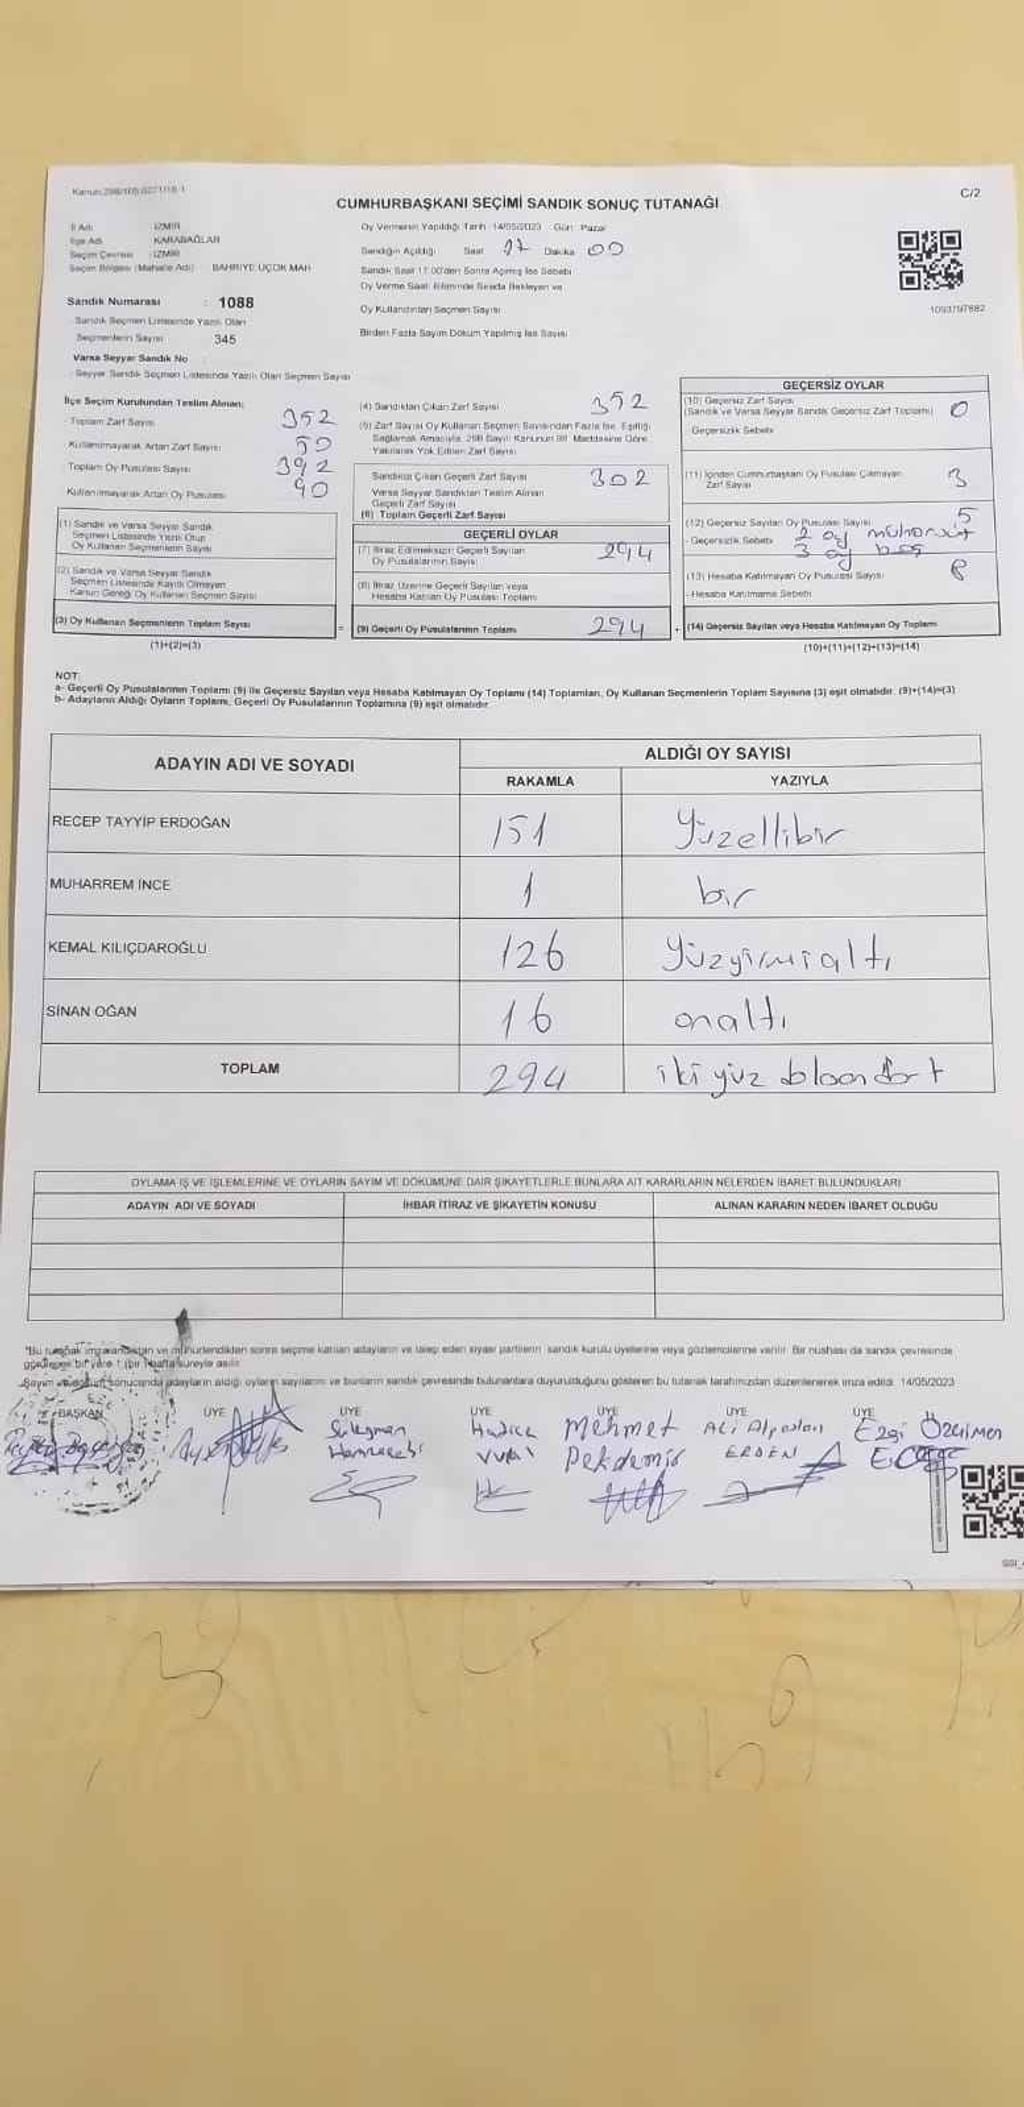 C/2
CUMHURBAŞKANI SEÇİMİ SANDIK SONUÇ TUTANAĞI
İl Adı : İZMİR
İlçe Adı : KARABAĞLAR
Seçim Çevresi : İZMİR
Seçim Bölgesi (Mahalle Adı) : BAHRİYE ÜÇOK MAH
Sandık Numarası : 1088
Sandık Seçmen Listesinde Yazılı Olan
Seçmenlerin Sayısı 345
Varsa Seyyar Sandık No
Seyyar Sandık Seçmen Listesinde Yazılı Olan Seçmen Sayısı
Oy Vermenin Yapıldığı Tarih 14/05/2023 Gün Pazar
Sandığın Açıldığı Saat 17 Dakika 00
Sandık Saat 17:00'den Sonra Açılmış İse Sebebi
Oy Verme Saati Bitiminde Sırada Bekleyen ve
Oy Kullandırılan Seçmen Sayısı
Birden Fazla Sayım Döküm Yapılmış İse Sayısı
1093797882
İlçe Seçim Kurulundan Teslim Alınan;
Toplam Zarf Sayısı 352
Kullanılmayarak Artan Zarf Sayısı 50
Toplam Oy Pusulası Sayısı 392
Kullanılmayarak Artan Oy Pusulası 90
(1) Sandık ve Varsa Seyyar Sandık
Seçmen Listesinde Yazılı Olup
Oy Kullanan Seçmenlerin Sayısı
(2) Sandık ve Varsa Seyyar Sandık
Seçmen Listesinde Kayıtlı Olmayan
Kanun Gereği Oy Kullanan Seçmen Sayısı
(3) Oy Kullanan Seçmenlerin Toplam Sayısı
(1)+(2)=(3)
(4) Sandıktan Çıkan Zarf Sayısı 352
(5) Zarf Sayısı Oy Kullanan Seçmen Sayısından Fazla İse, Eşitliği
Sağlamak Amacıyla, 298 Sayılı Kanunun 98. Maddesine Göre
Yakılarak Yok Edilen Zarf Sayısı
Sandıktan Çıkan Geçerli Zarf Sayısı 302
Varsa Seyyar Sandıktan Teslim Alınan
Geçerli Zarf Sayısı
(6) Toplam Geçerli Zarf Sayısı
GEÇERLİ OYLAR
(7) İtiraz Edilmeksizin Geçerli Sayılan
Oy Pusulalarının Sayısı 294
(8) İtiraz Üzerine Geçerli Sayılan veya
Hesaba Katılan Oy Pusulası Toplamı
(9) Geçerli Oy Pusulalarının Toplamı 294
GEÇERSİZ OYLAR
(10) Geçersiz Zarf Sayısı
(Sandık ve Varsa Seyyar Sandık Geçersiz Zarf Toplamı) 0
Geçersizlik Sebebi
(11) İçinden Cumhurbaşkanı Oy Pusulası Çıkmayan
Zarf Sayısı 3
(12) Geçersiz Sayılan Oy Pusulası Sayısı 5
- Geçersizlik Sebebi 2 oy
3 oy boş
(13) Hesaba Katılmayan Oy Pusulası Sayısı
- Hesaba Katılmama Sebebi
(14) Geçersiz Sayılan veya Hesaba Katılmayan Oy Toplamı
(10)+(11)+(12)+(13)=(14)
NOT:
a- Geçerli Oy Pusulalarının Toplamı (9) ile Geçersiz Sayılan veya Hesaba Katılmayan Oy Toplamı (14) Toplamları, Oy Kullanan Seçmenlerin Toplam Sayısına (3) eşit olmalıdır. (9)+(14)=(3)
b- Adayların Aldığı Oyların Toplamı, Geçerli Oy Pusulalarının Toplamına (9) eşit olmalıdır.
ADAYIN ADI VE SOYADI
ALDIĞI OY SAYISI
RAKAMLA YAZIYLA
RECEP TAYYİP ERDOĞAN 151 Yüzellibir
MUHARREM İNCE 1 bir
KEMAL KILIÇDAROĞLU 126 Yüzyirmialtı
SİNAN OĞAN 16 onaltı
TOPLAM 294 ikiyüz
OYLAMA İŞ VE İŞLEMLERİNE VE OYLARIN SAYIM VE DÖKÜMÜNE DAİR ŞİKAYETLERLE BUNLARA AİT KARARLARIN NELERDEN İBARET BULUNDUKLARI
ADAYIN ADI VE SOYADI İHBAR İTİRAZ VE ŞİKAYETİN KONUSU ALINAN KARARIN NEDEN İBARET OLDUĞU
*Bu tutanak imzalandıktan ve mühürlendikten sonra seçime katılan adayların ve talep eden siyasi partilerin sandık kurulu üyelerine veya gözlemcilerine verilir. Bir nüshası da sandık çevresinde
görülecek bir yere 1 (bir) hafta süreyle asılır.
Sayım ve döküm sonucunda adayların aldığı oyların sayılarını ve bunların sandık çevresinde bulunanlara duyurulduğunu gösteren bu tutanak tarafımızdan düzenlenerek imza edildi. 14/05/2023
BAŞKAN ÜYE ÜYE ÜYE ÜYE ÜYE ÜYE
Süleyman Hadice Mehmet Ali Alpaslan Ezgi Özçimen
Vural Pekdemir ERDEN